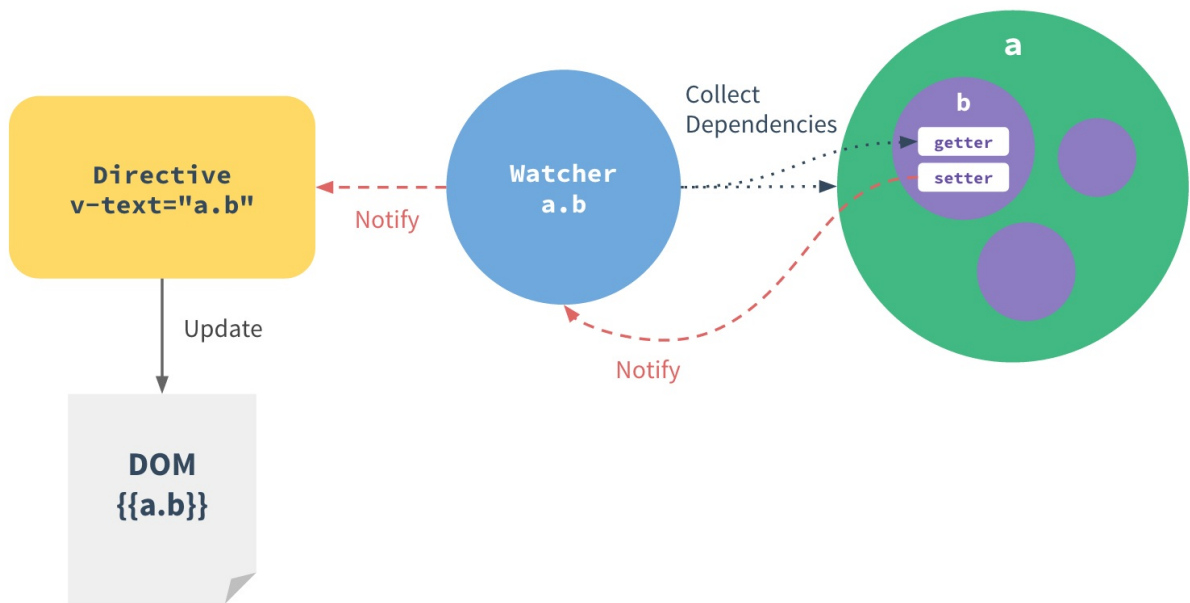 Directive
v-text="a.b"
Notify
Update
DOM
{{a.b}}
Watcher
a.b
Collect
Dependencies
Notify
a
b
getter
setter